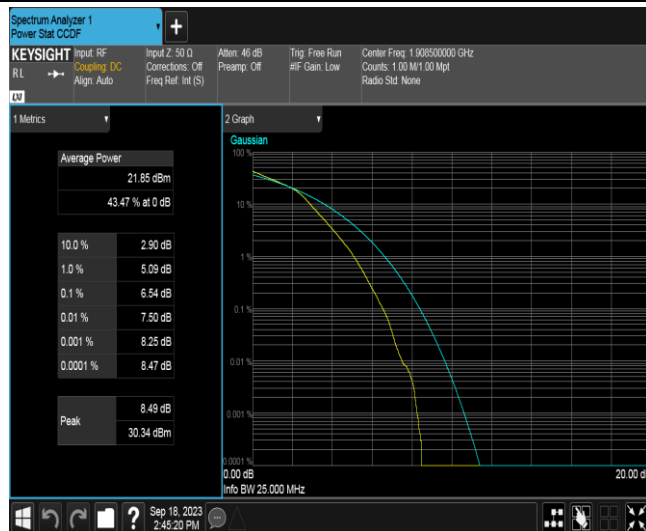 Spectrum Analyzer 1
Power Stat CCDF
KEYSIGHT
RL
Input: RF
Coupling: DC
Align: Auto
Input Z: 50 Ω
Corrections: Off
Freq Ref: Int (S)
Atten: 46 dB
Preamp: Off
Trig: Free Run
#IF Gain: Low
Center Freq: 1.908500000 GHz
Counts: 1.00 M/1.00 Mpt
Radio Std: None
1 Metrics
Average Power
21.85 dBm
43.47 % at 0 dB
10.0 % 2.90 dB
1.0 % 5.09 dB
0.1 % 6.54 dB
0.01 % 7.50 dB
0.001 % 8.25 dB
0.0001 % 8.47 dB
Peak
8.49 dB
30.34 dBm
2 Graph
Gaussian
100 %
10 %
1 %
0.1 %
0.01 %
0.001 %
0.0001 %
0.00 dB
20.00 d
Info BW 25.000 MHz
Sep 18, 2023
2:45:20 PM